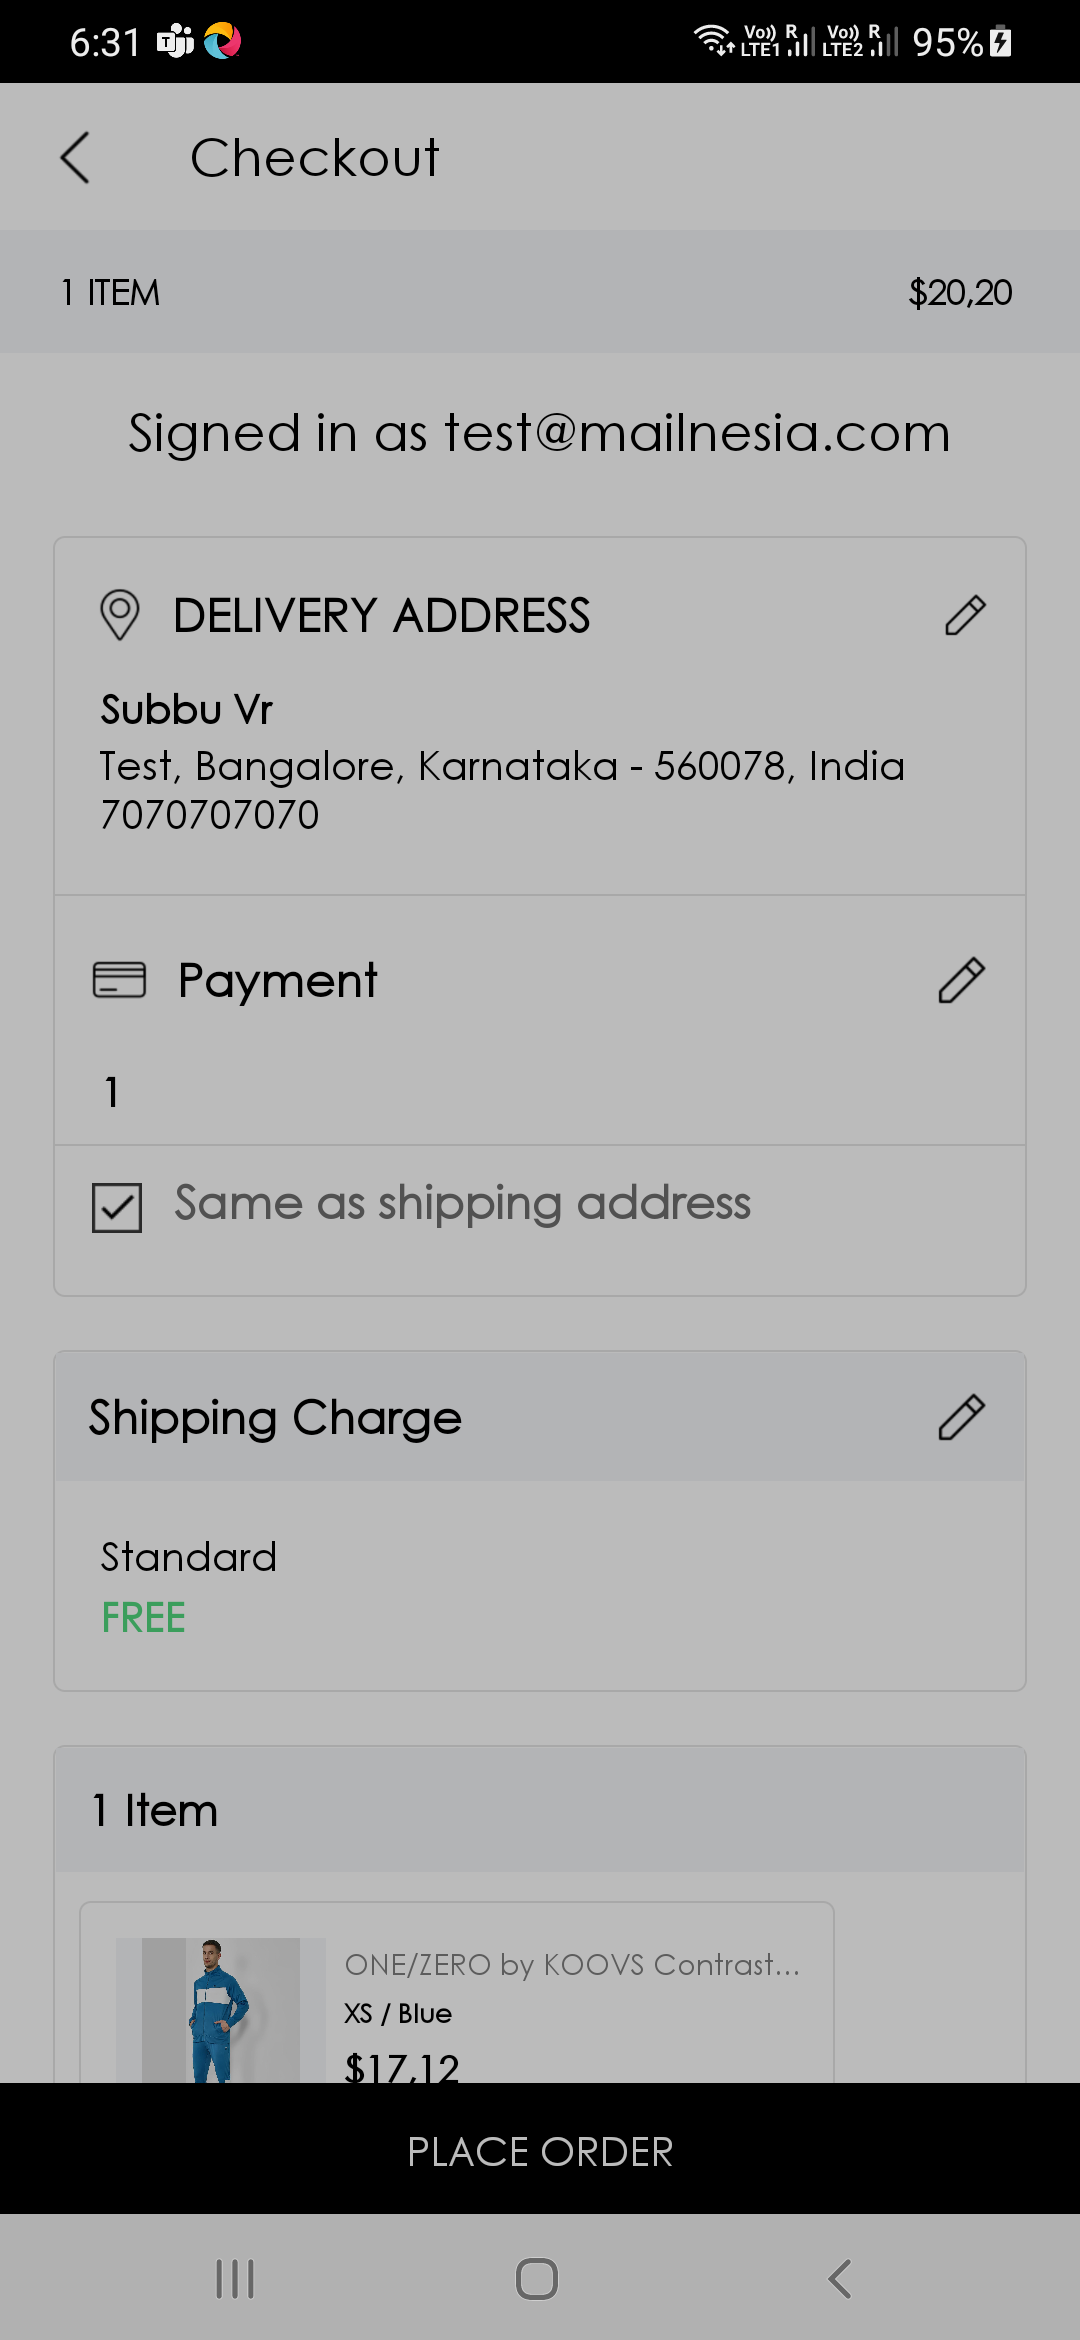 6:31
Vo)) R Vo)) R 95%
LTE1 LTE2
Checkout
1 ITEM $20,20
Signed in as test@mailnesia.com
DELIVERY ADDRESS
Subbu Vr
Test, Bangalore, Karnataka - 560078, India
7070707070
Payment
1
Same as shipping address
Shipping Charge
Standard
FREE
1 Item
ONE/ZERO by KOOVS Contrast...
XS / Blue
$17,12
PLACE ORDER